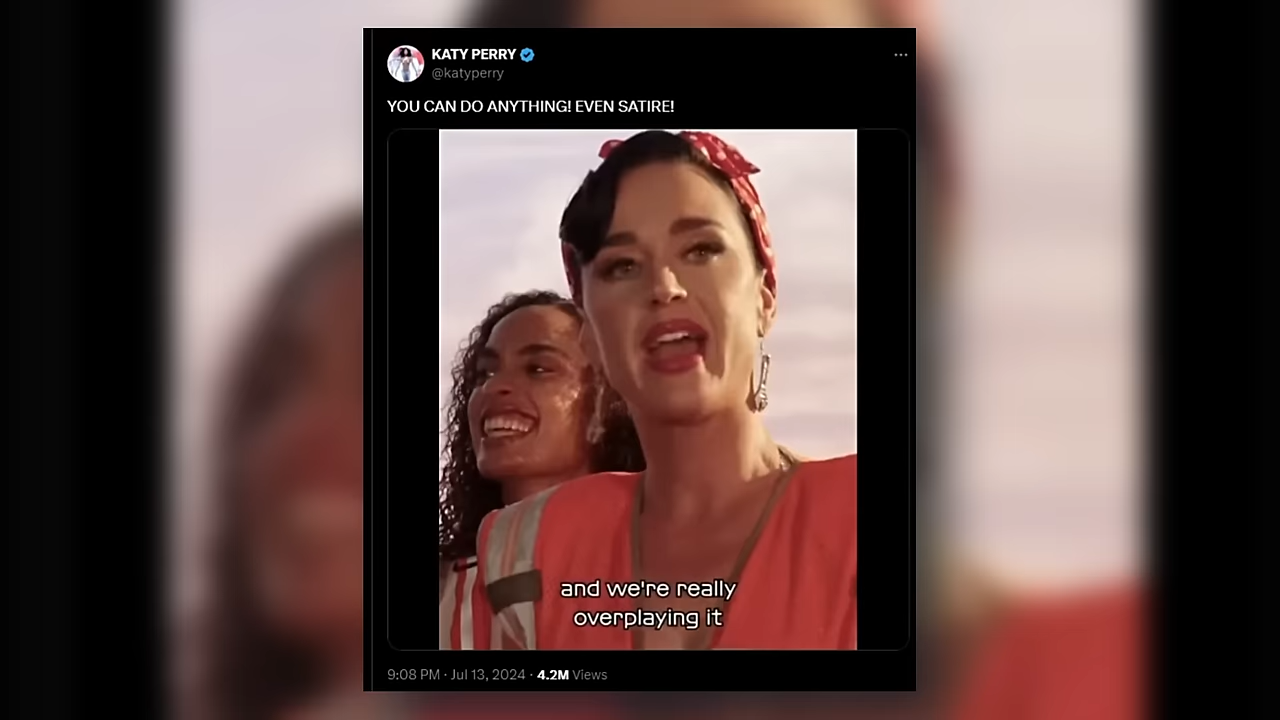 KATY PERRY
@katyperry
YOU CAN DO ANYTHING! EVEN SATIRE!
and we're really
overplaying it
9:08 PM · Jul 13, 2024 · 4.2M Views